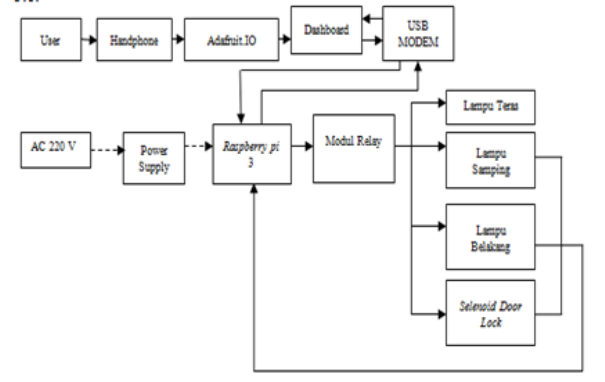 User
Handphone
Adafruit.IO
Dashboard
USB
MODEM
AC 220 V
Power
Supply
Raspberry pi
3
Modul Relay
Lampu Teras
Lampu
Samping
Lampu
Belakang
Selenoid Door
Lock